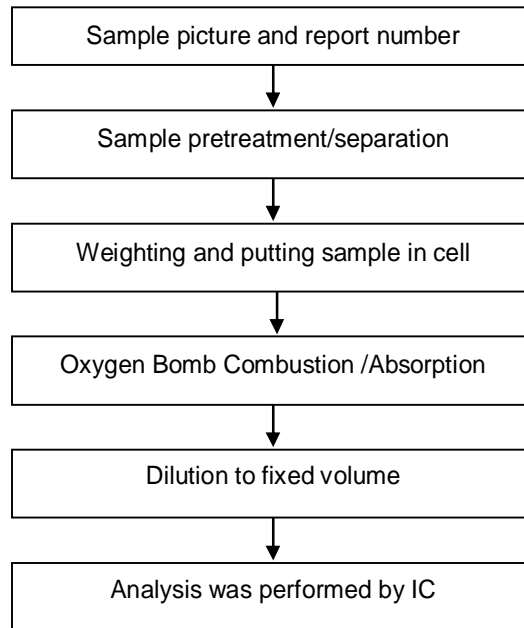 Sample picture and report number
Sample pretreatment/separation
Weighting and putting sample in cell
Oxygen Bomb Combustion /Absorption
Dilution to fixed volume
Analysis was performed by IC